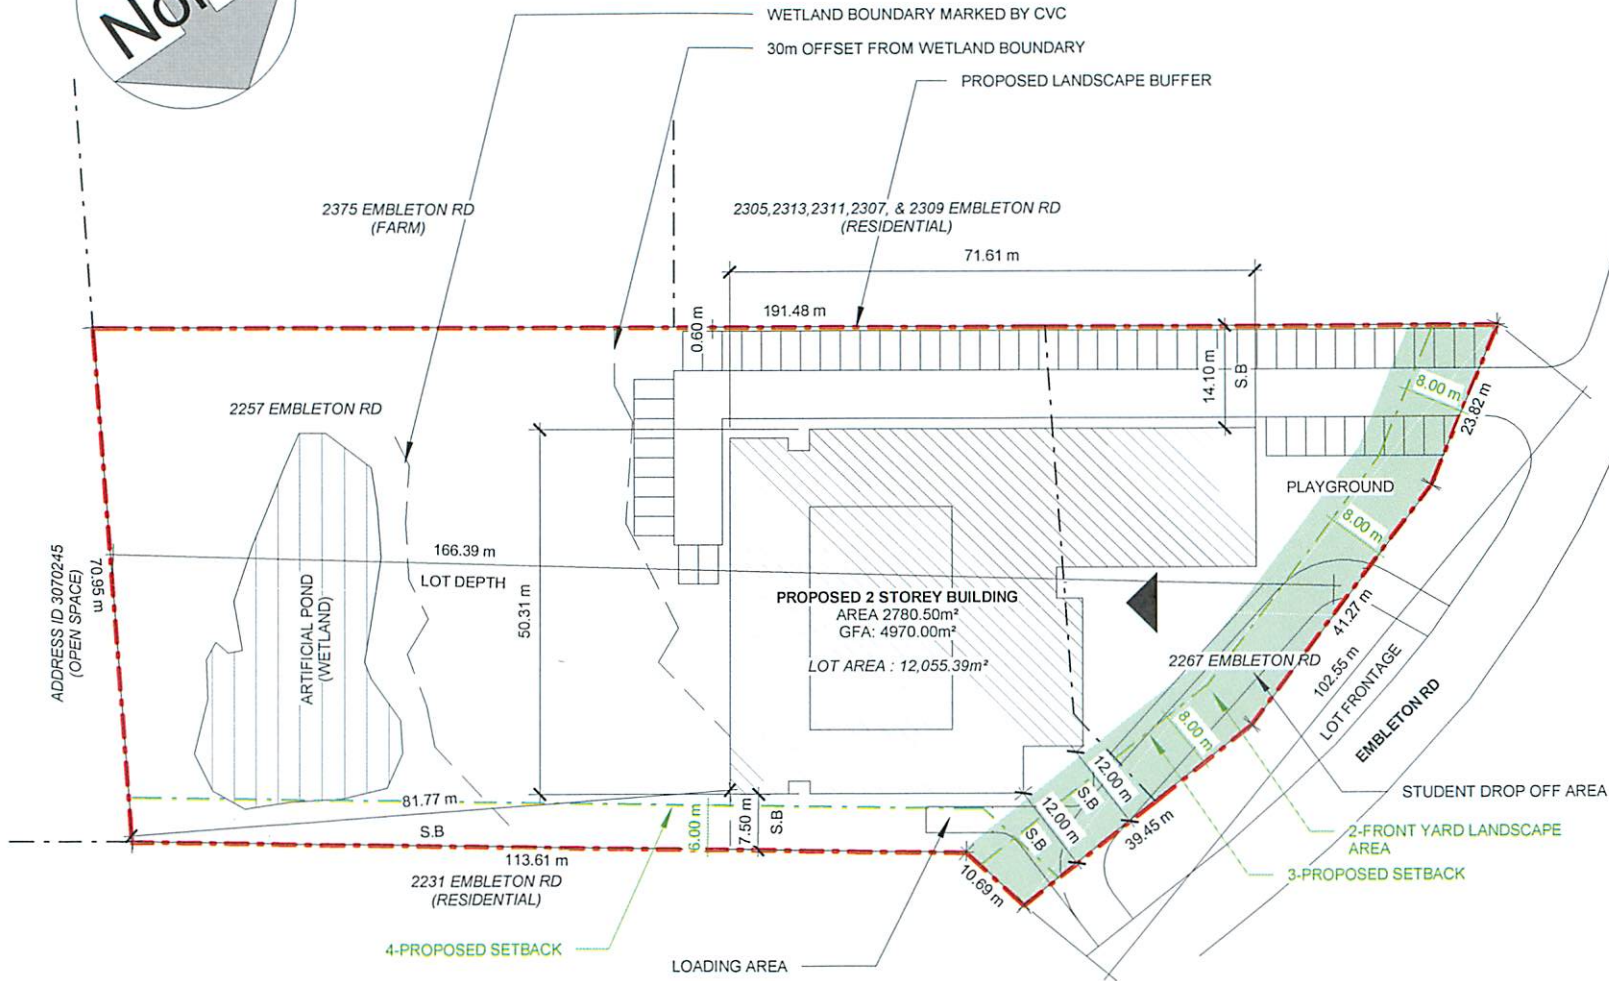 Nor
WETLAND BOUNDARY MARKED BY CVC
30m OFFSET FROM WETLAND BOUNDARY
PROPOSED LANDSCAPE BUFFER
2375 EMBLETON RD
(FARM)
2305,2313,2311,2307, & 2309 EMBLETON RD
(RESIDENTIAL)
71.61 m
191.48 m
0.60 m
14.10 m
S.B
8.00 m
23.82 m
2257 EMBLETON RD
PLAYGROUND
8.00 m
ADDRESS ID 3070245
(OPEN SPACE)
70.95 m
166.39 m
LOT DEPTH
ARTIFICIAL POND
(WETLAND)
50.31 m
PROPOSED 2 STOREY BUILDING
AREA 2780.50m²
GFA: 4970.00m²
LOT AREA : 12,055.39m²
41.27 m
2267 EMBLETON RD
102.55 m
LOT FRONTAGE
EMBLETON RD
8.00 m
12.00 m
S.B
12.00 m
S.B
39.45 m
STUDENT DROP OFF AREA
81.77 m
S.B
6.00 m
7.50 m
S.B
2-FRONT YARD LANDSCAPE
AREA
3-PROPOSED SETBACK
113.61 m
2231 EMBLETON RD
(RESIDENTIAL)
10.69 m
4-PROPOSED SETBACK
LOADING AREA